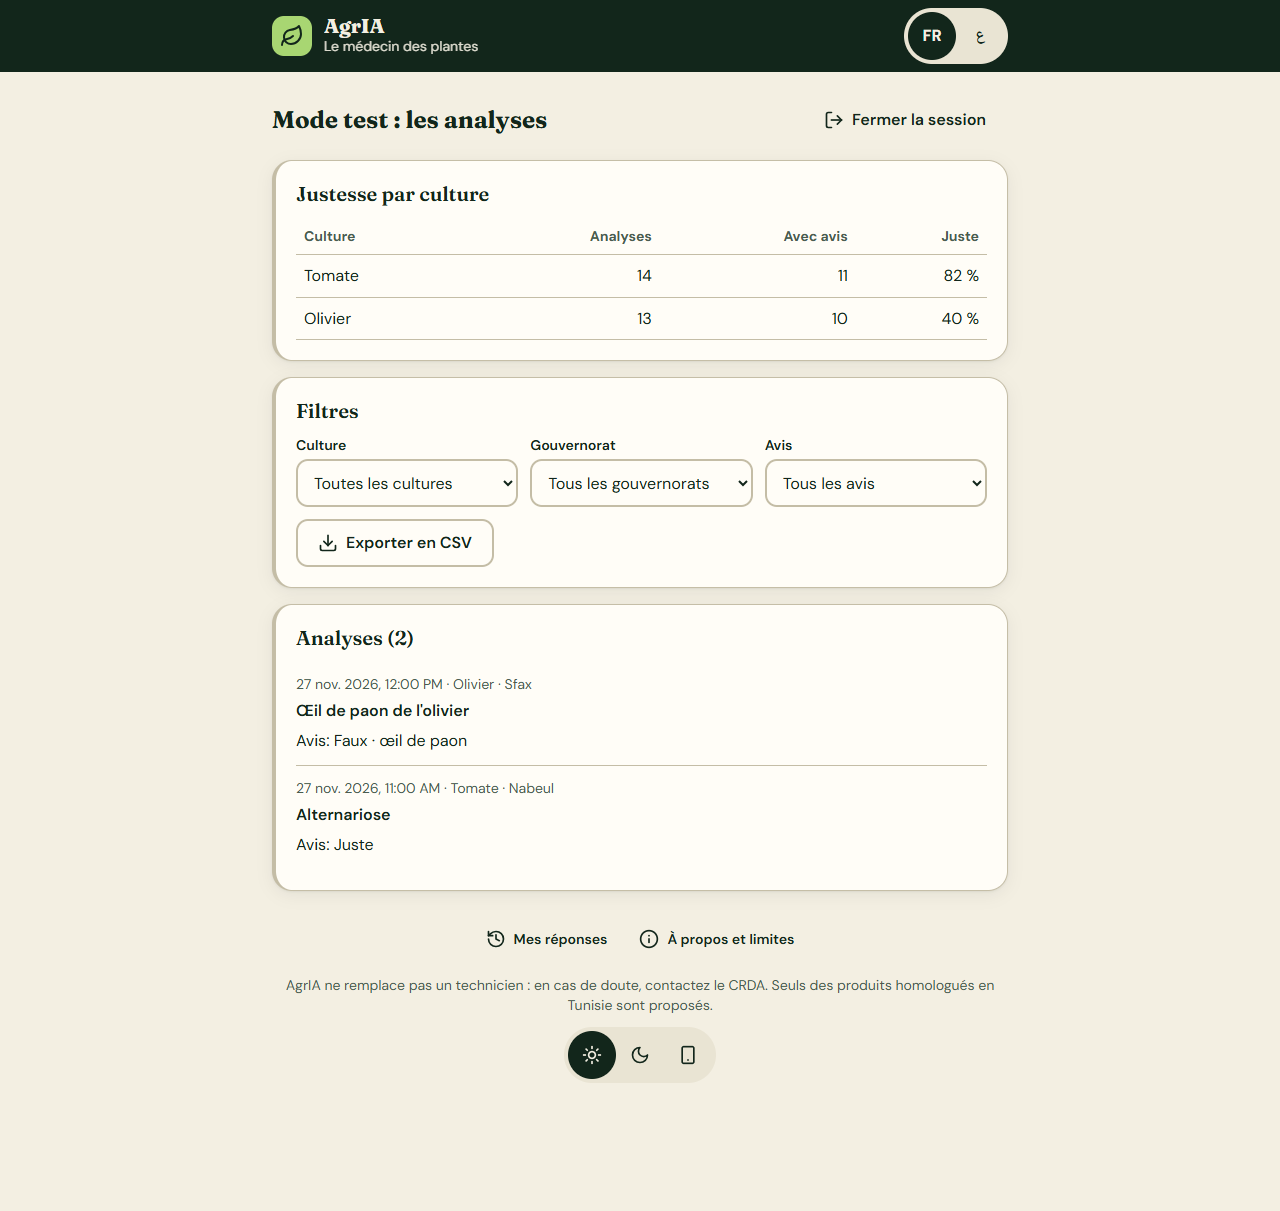 AgrIA
Le médecin des plantes
FR ع
Mode test : les analyses
Fermer la session
Justesse par culture
Culture Analyses Avec avis Juste
Tomate 14 11 82 %
Olivier 13 10 40 %
Filtres
Culture Gouvernorat Avis
Toutes les cultures Tous les gouvernorats Tous les avis
Exporter en CSV
Analyses (2)
27 nov. 2026, 12:00 PM · Olivier · Sfax
Œil de paon de l'olivier
Avis: Faux · œil de paon
27 nov. 2026, 11:00 AM · Tomate · Nabeul
Alternariose
Avis: Juste
Mes réponses À propos et limites
AgrIA ne remplace pas un technicien : en cas de doute, contactez le CRDA. Seuls des produits homologués en
Tunisie sont proposés.